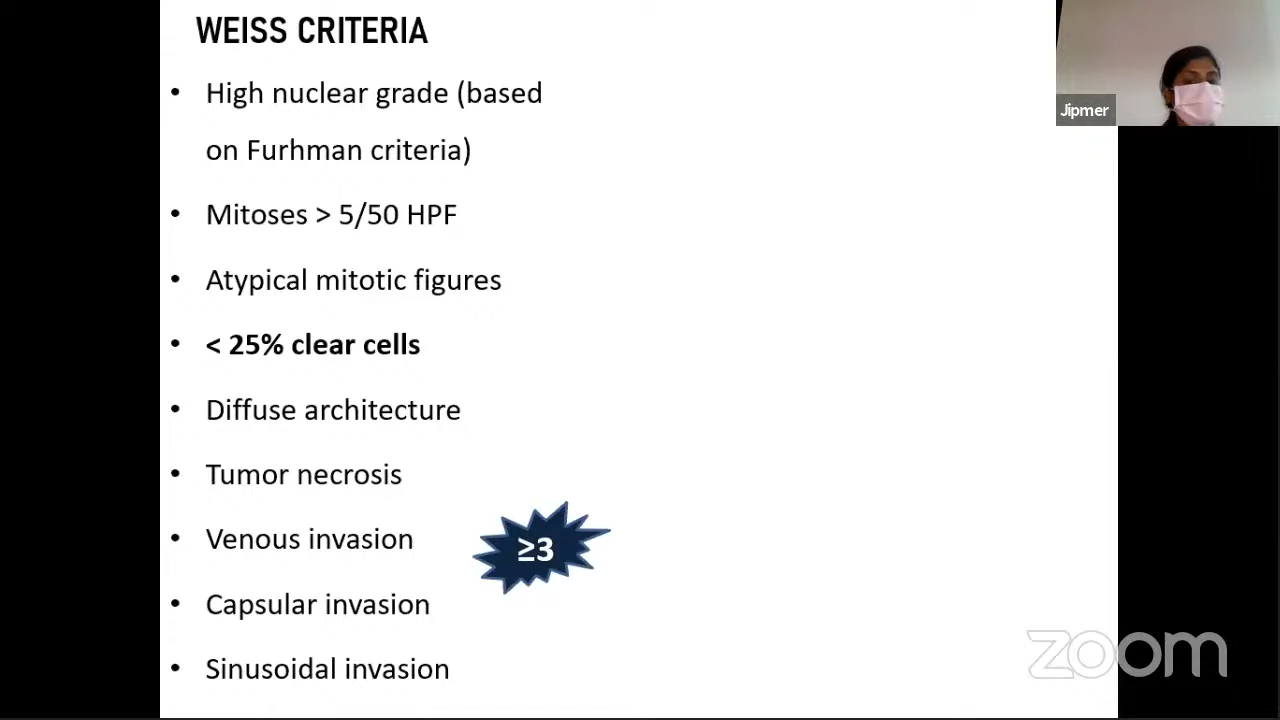 WEISS CRITERIA
• High nuclear grade (based
on Furhman criteria)
• Mitoses > 5/50 HPF
• Atypical mitotic figures
• < 25% clear cells
• Diffuse architecture
• Tumor necrosis
• Venous invasion
≥3
• Capsular invasion
• Sinusoidal invasion
Jipmer
zoom